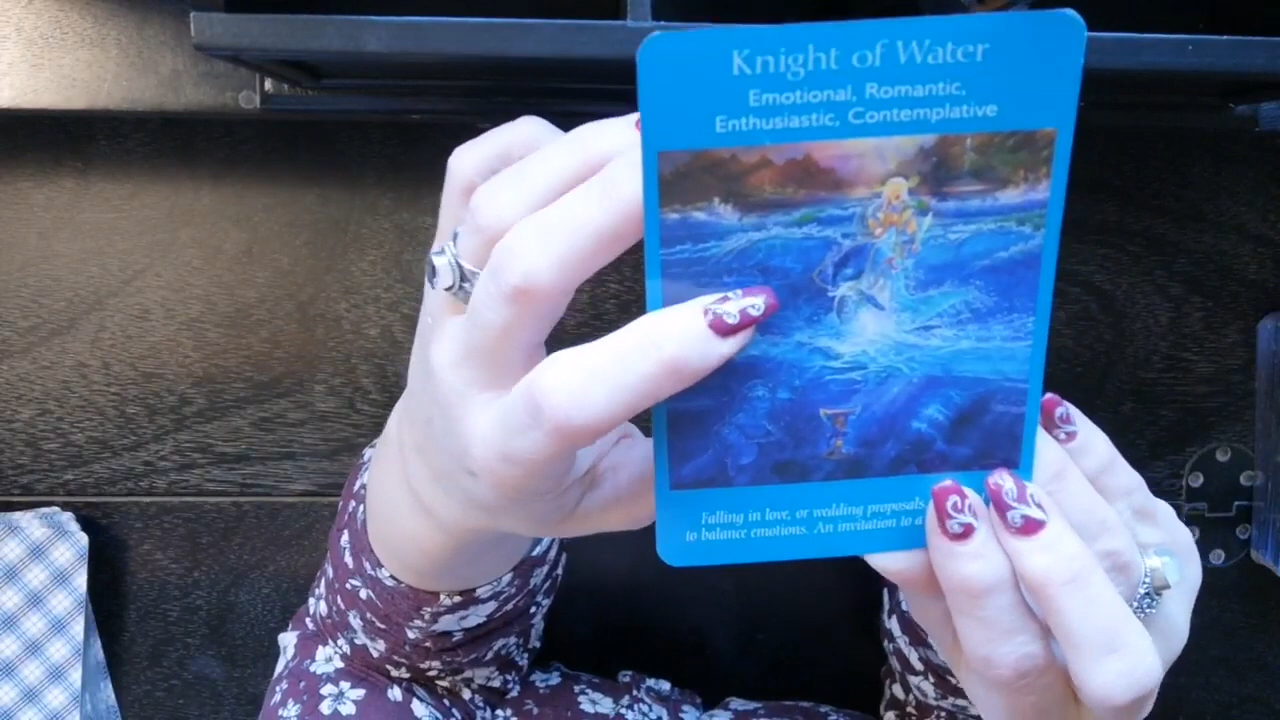 Knight of Water
Emotional, Romantic,
Enthusiastic, Contemplative
Falling in love, or wedding proposals
to balance emotions. An invitation to a